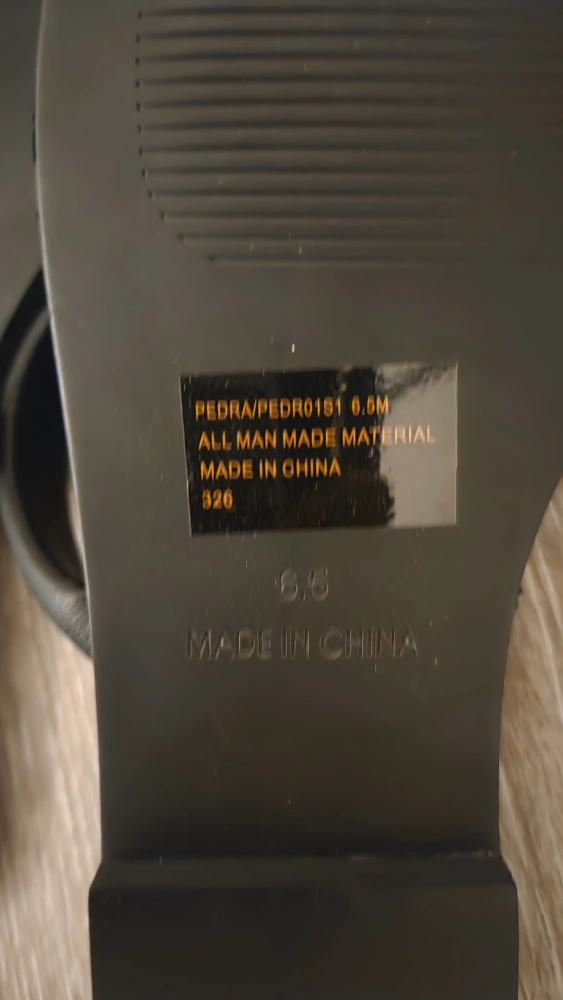 PEDRA/PEDR01S1 6.5M
ALL MAN MADE MATERIAL
MADE IN CHINA
326
6.5
MADE IN CHINA